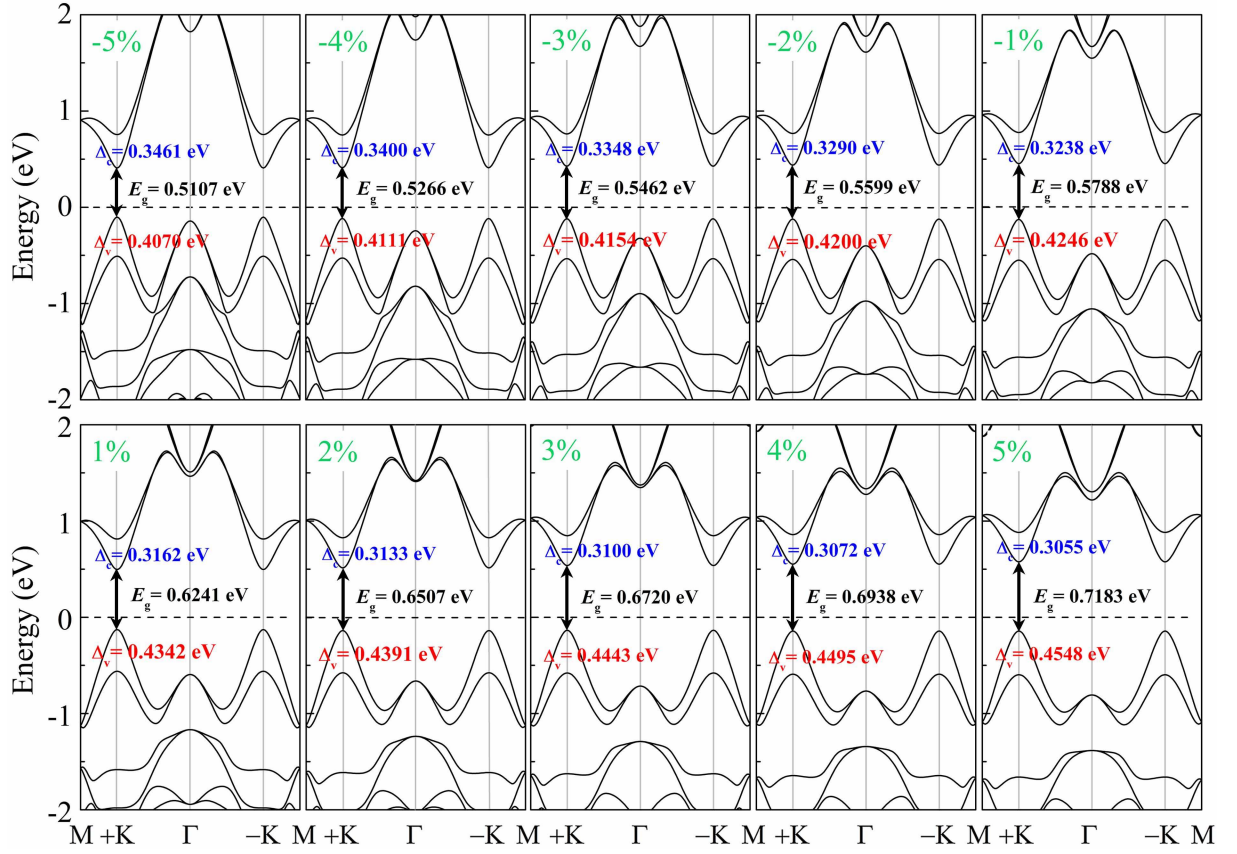 -5% -4% -3% -2% -1%
2
1
0
-1
-2
Energy (eV)
Δc = 0.3461 eV Δc = 0.3400 eV Δc = 0.3348 eV Δc = 0.3290 eV Δc = 0.3238 eV
Eg = 0.5107 eV Eg = 0.5266 eV Eg = 0.5462 eV Eg = 0.5599 eV Eg = 0.5788 eV
Δv = 0.4070 eV Δv = 0.4111 eV Δv = 0.4154 eV Δv = 0.4200 eV Δv = 0.4246 eV
1% 2% 3% 4% 5%
2
1
0
-1
-2
Energy (eV)
Δc = 0.3162 eV Δc = 0.3133 eV Δc = 0.3100 eV Δc = 0.3072 eV Δc = 0.3055 eV
Eg = 0.6241 eV Eg = 0.6507 eV Eg = 0.6720 eV Eg = 0.6938 eV Eg = 0.7183 eV
Δv = 0.4342 eV Δv = 0.4391 eV Δv = 0.4443 eV Δv = 0.4495 eV Δv = 0.4548 eV
M +K Γ −K M +K Γ −K M +K Γ −K M +K Γ −K M +K Γ −K M